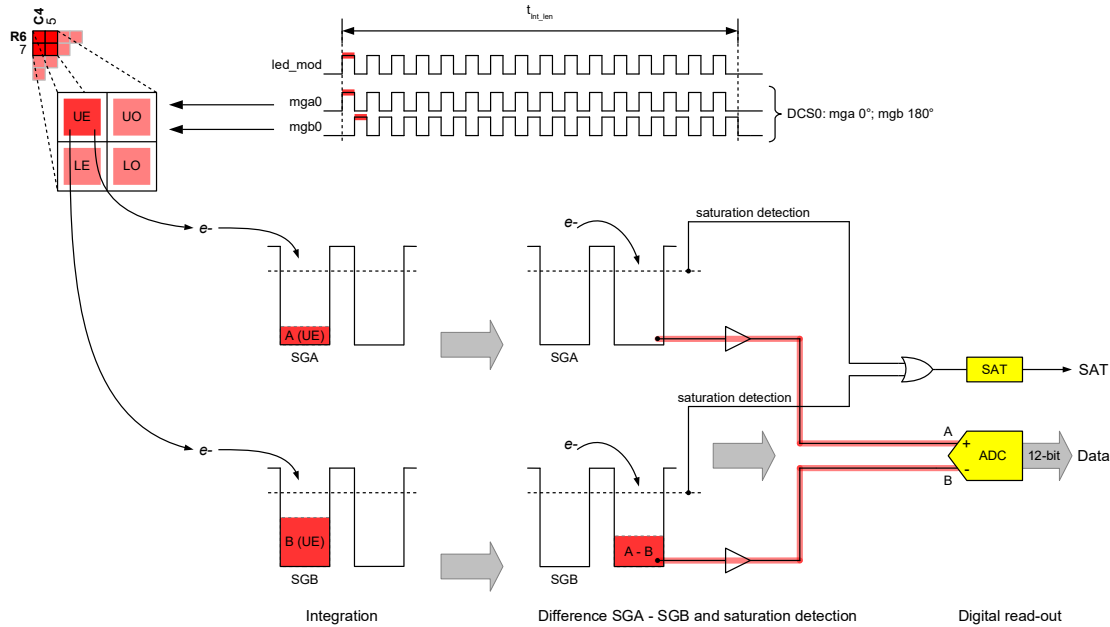 C4
5
R6
7
t_int_len
led_mod
mga0
mgb0
DCS0: mga 0°; mgb 180°
UE
UO
LE
LO
e-
e-
saturation detection
A (UE)
SGA
SGA
SAT
SAT
saturation detection
e-
e-
A
+
ADC
12-bit
Data
-
B
B (UE)
A - B
SGB
SGB
Integration
Difference SGA - SGB and saturation detection
Digital read-out